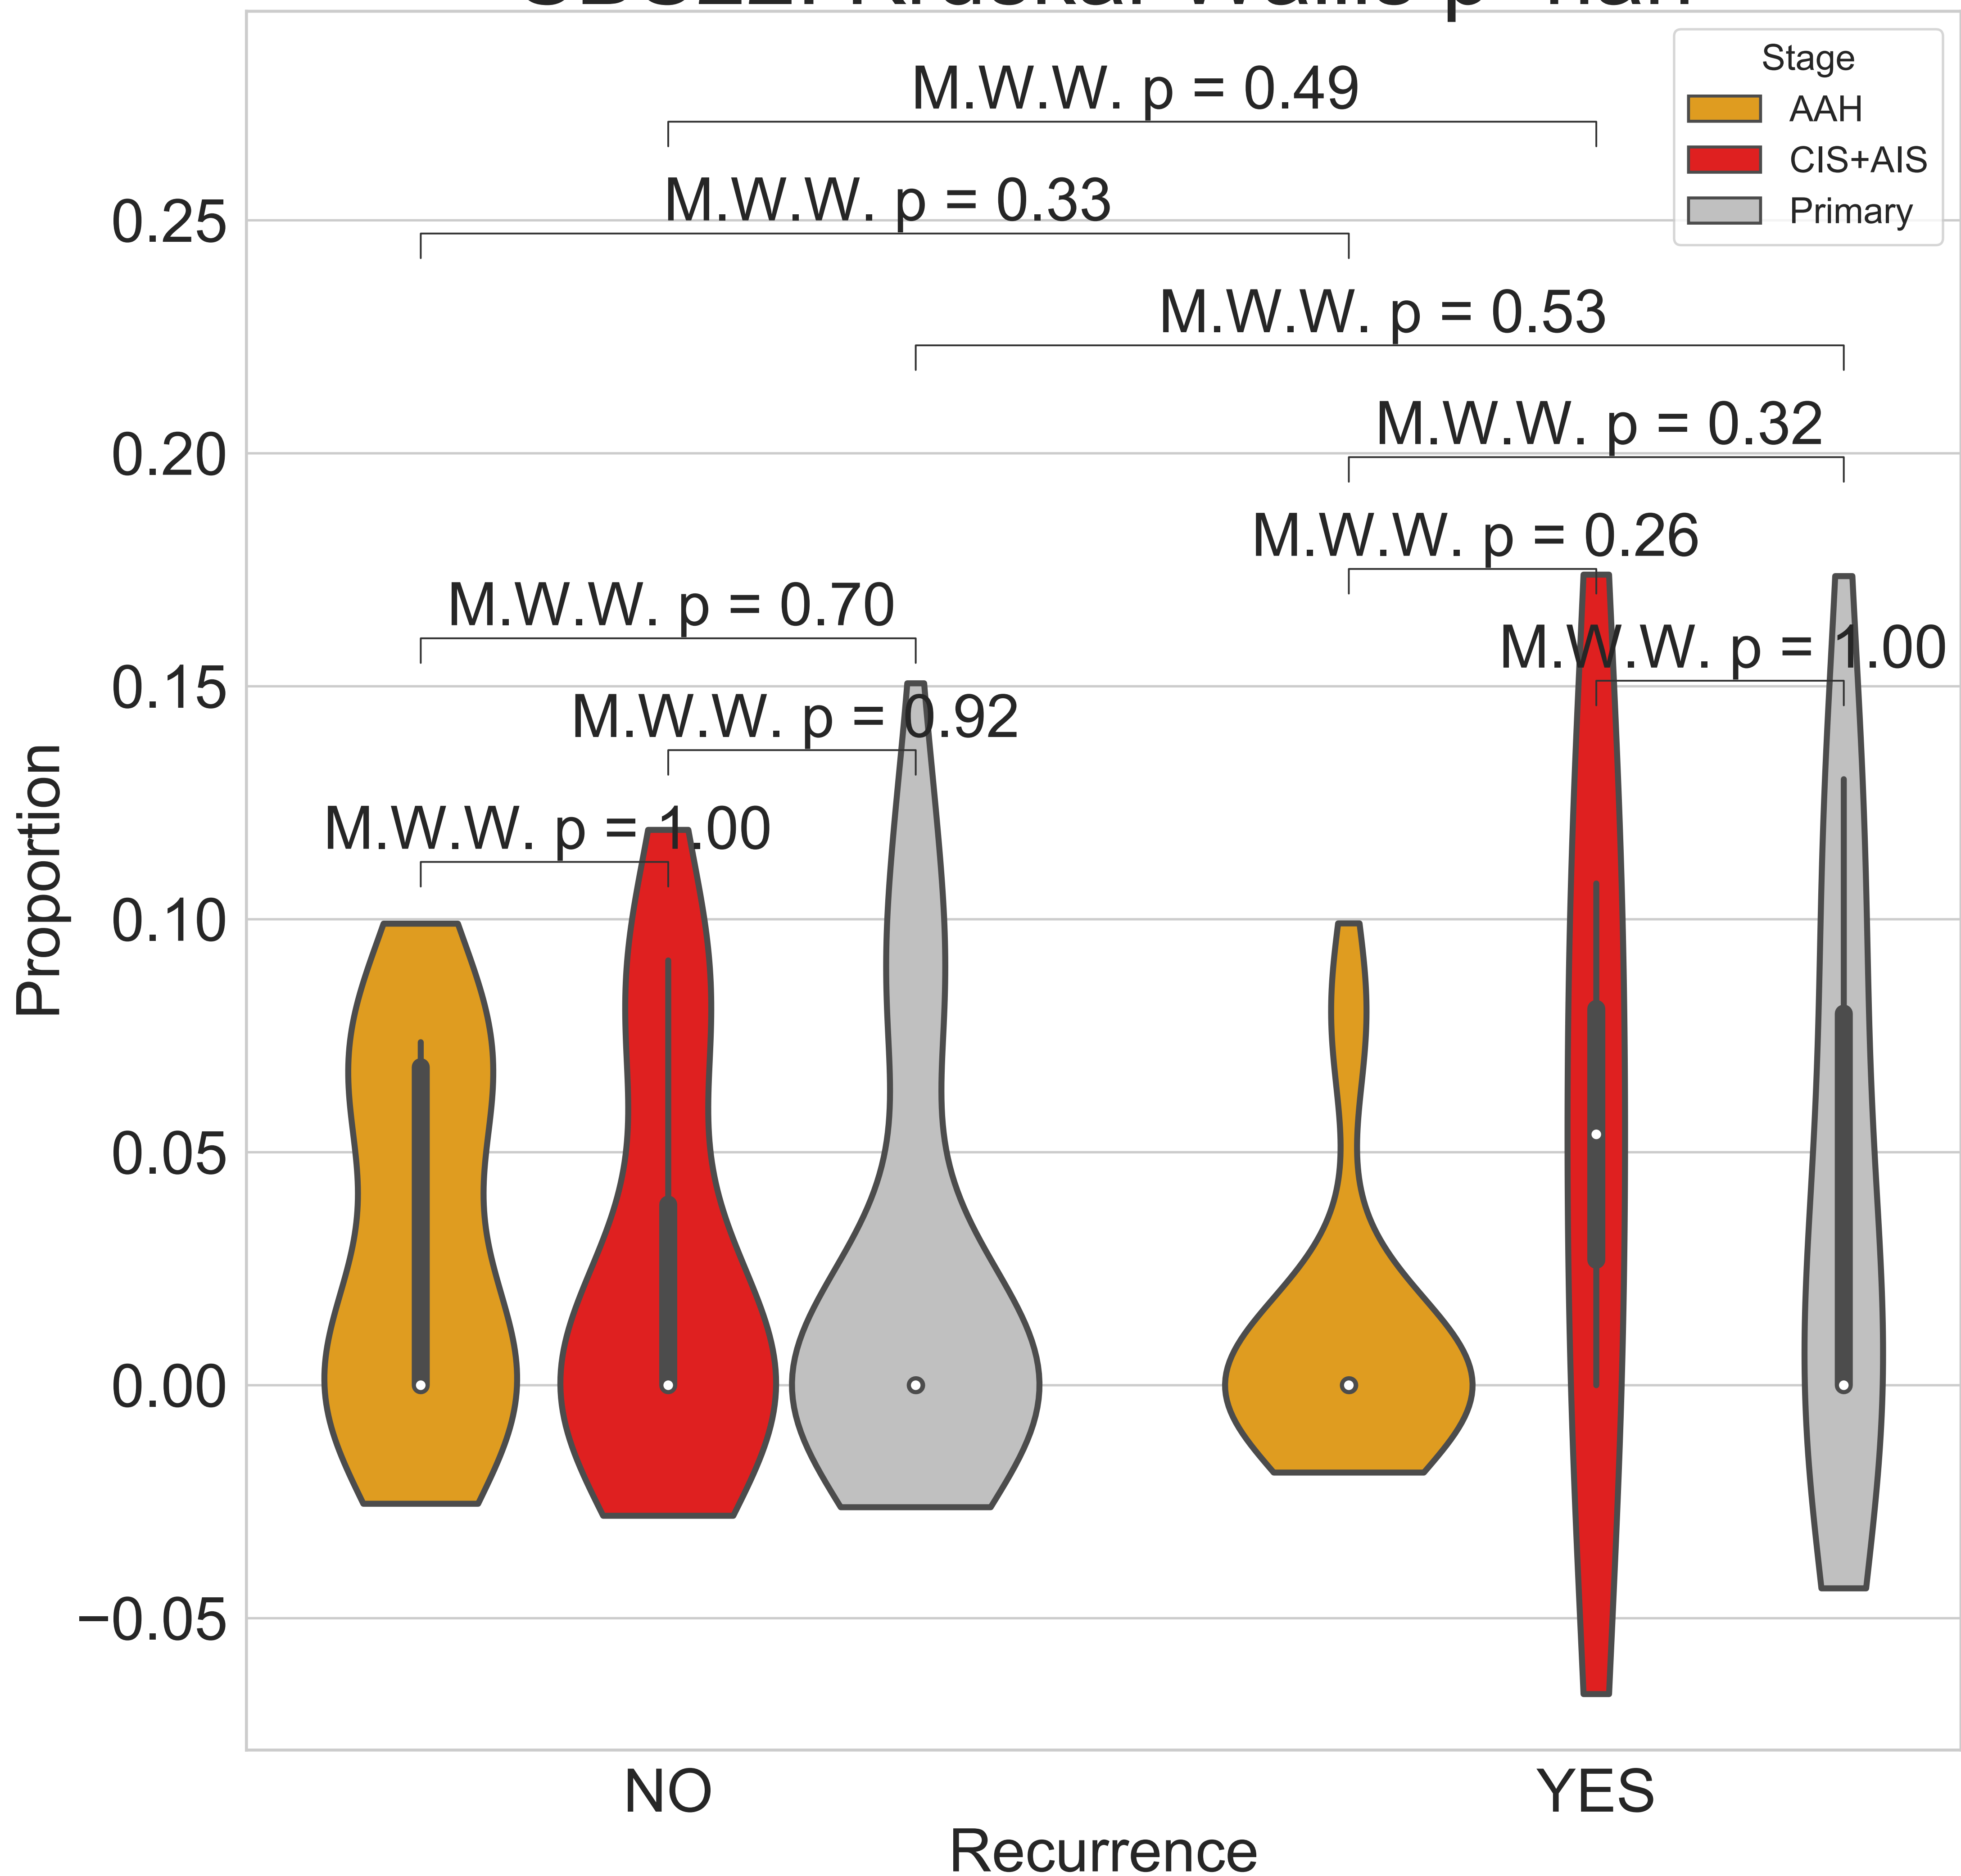 Stage
AAH
CIS+AIS
Primary
M.W.W. p = 0.49
M.W.W. p = 0.33
M.W.W. p = 0.53
M.W.W. p = 0.32
M.W.W. p = 0.26
M.W.W. p = 1.00
M.W.W. p = 0.70
M.W.W. p = 0.92
M.W.W. p = 1.00
Proportion
0.25
0.20
0.15
0.10
0.05
0.00
−0.05
NO
YES
Recurrence